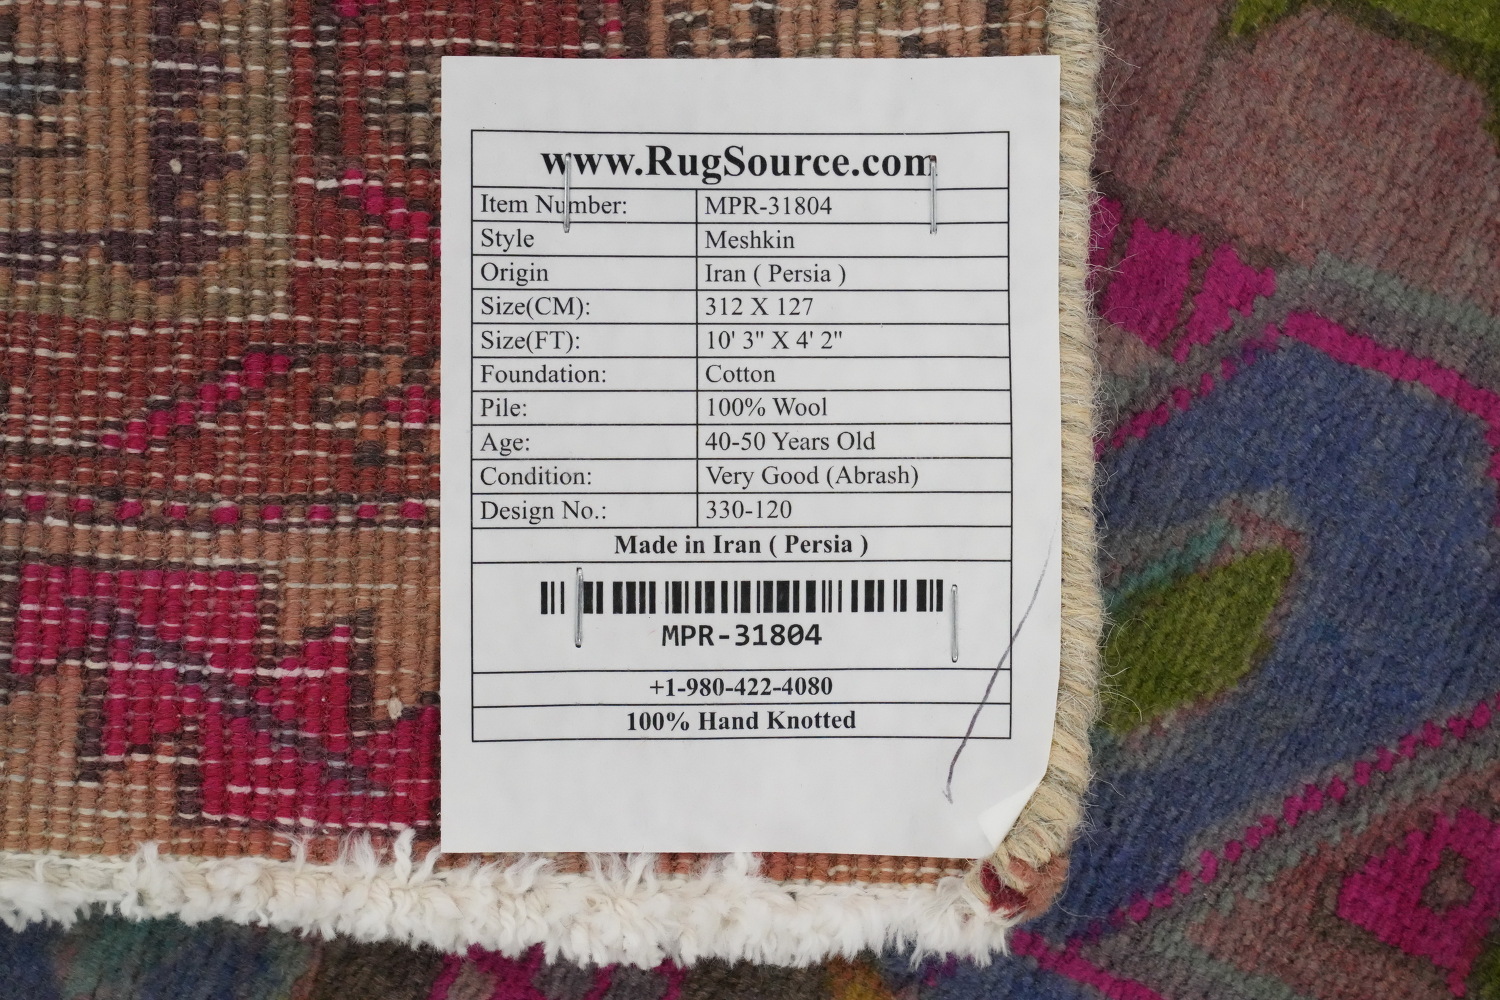 www.RugSource.com
Item Number: MPR-31804
Style Meshkin
Origin Iran ( Persia )
Size(CM): 312 X 127
Size(FT): 10' 3" X 4' 2"
Foundation: Cotton
Pile: 100% Wool
Age: 40-50 Years Old
Condition: Very Good (Abrash)
Design No.: 330-120
Made in Iran ( Persia )
MPR-31804
+1-980-422-4080
100% Hand Knotted